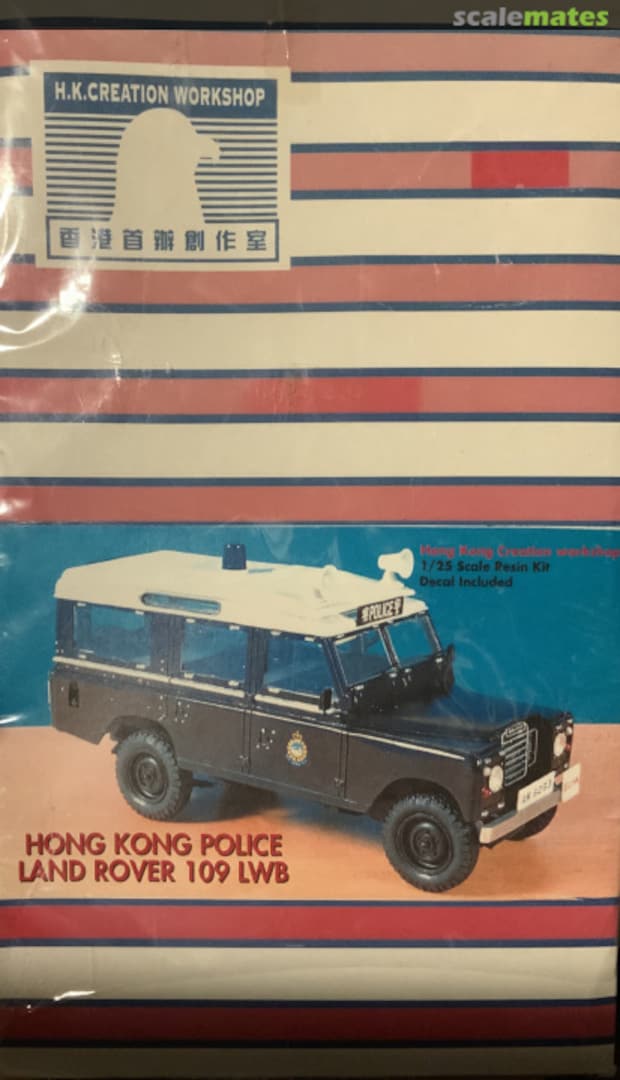 scalemates
H.K.CREATION WORKSHOP
香港首辦創作室
Hong Kong Creation workshop
1/25 Scale Resin Kit
Decal Included
POLICE
HONG KONG POLICE
LAND ROVER 109 LWB